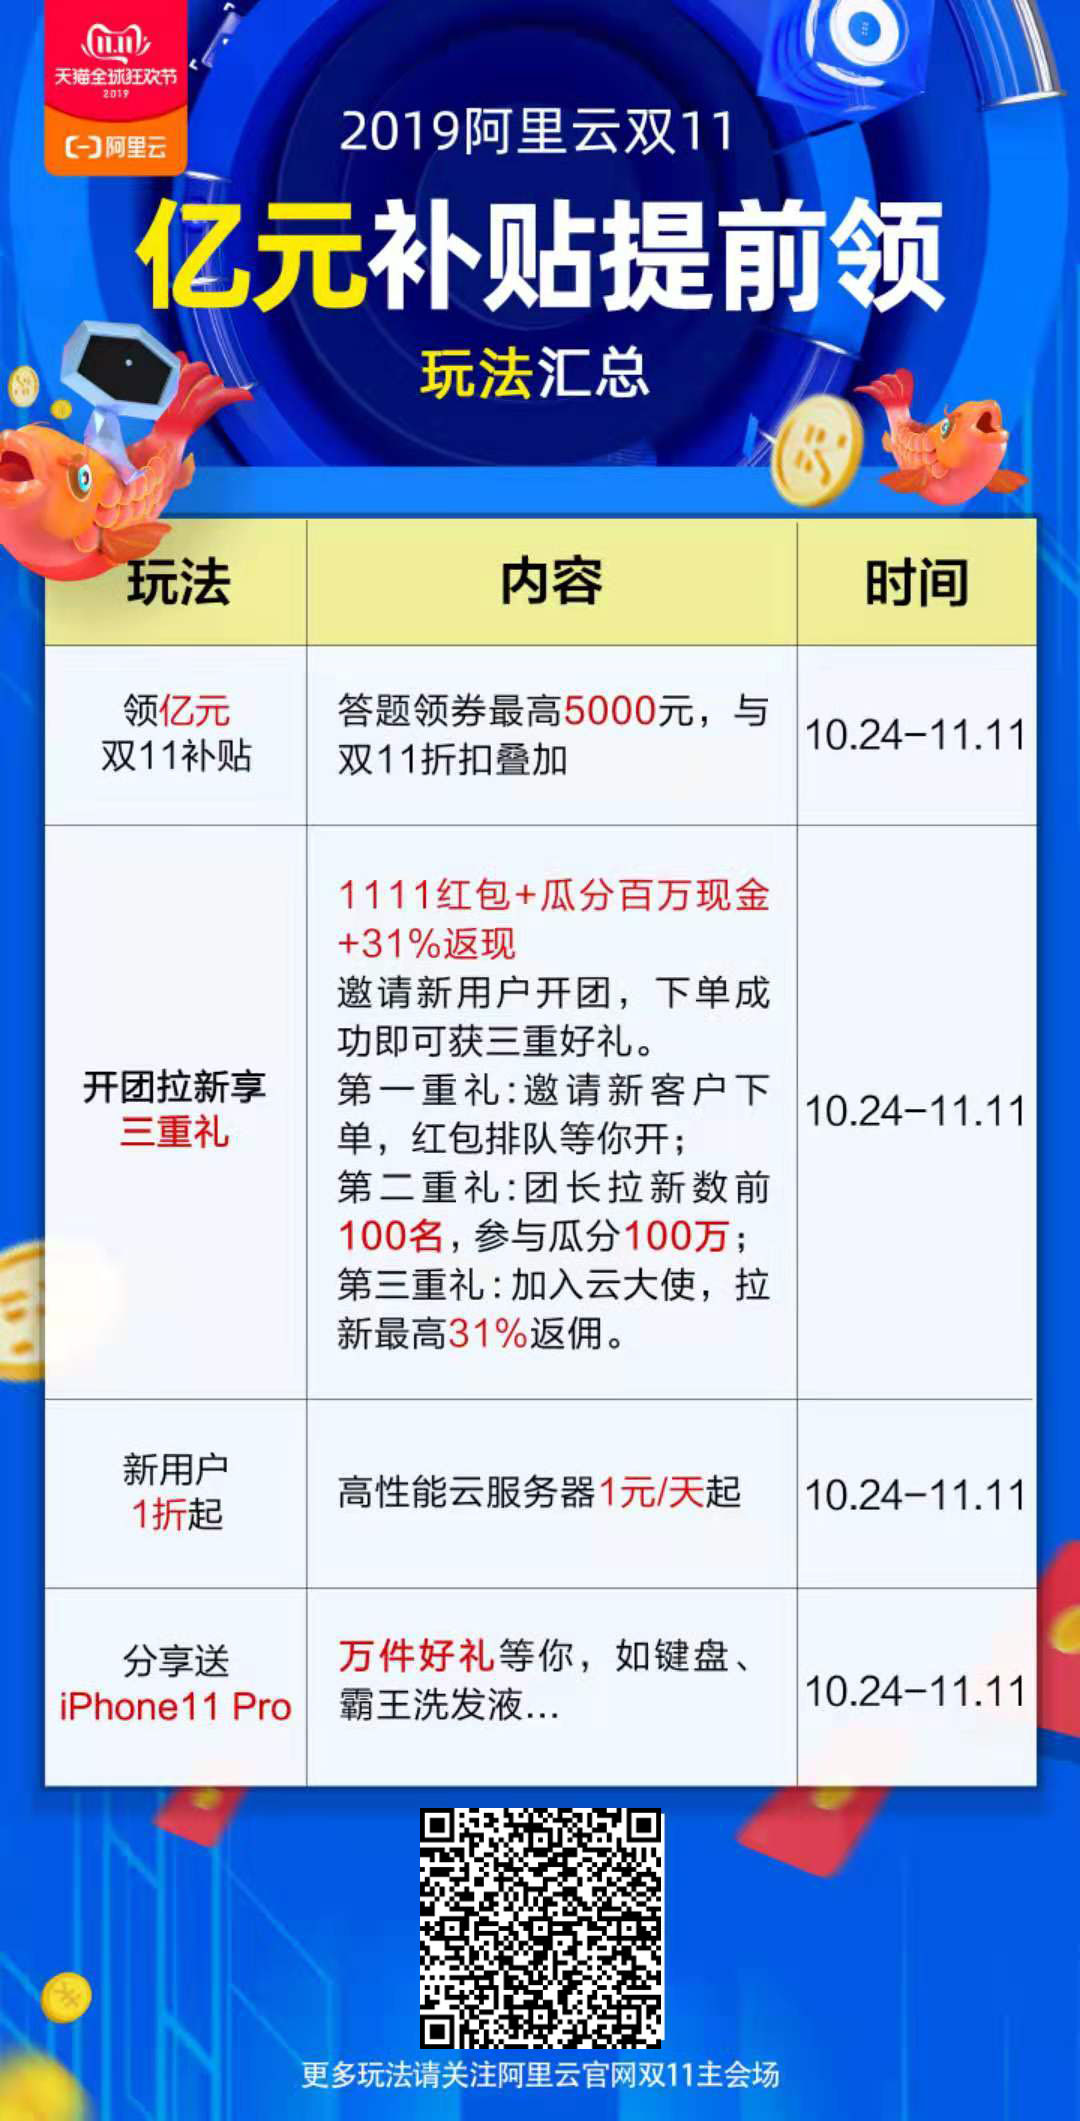 11.11
天猫全球狂欢节
2019
阿里云
2019阿里云双11
亿元补贴提前领
玩法汇总
玩法
内容
时间
领亿元
双11补贴
答题领券最高5000元，与
双11折扣叠加
10.24-11.11
开团拉新享
三重礼
1111红包+瓜分百万现金
+31%返现
邀请新用户开团，下单成
功即可获三重好礼。
第一重礼:邀请新客户下
单，红包排队等你开；
第二重礼:团长拉新数前
100名，参与瓜分100万；
第三重礼:加入云大使，拉
新最高31%返佣。
10.24-11.11
新用户
1折起
高性能云服务器1元/天起
10.24-11.11
分享送
iPhone11 Pro
万件好礼等你，如键盘、
霸王洗发液...
10.24-11.11
更多玩法请关注阿里云官网双11主会场